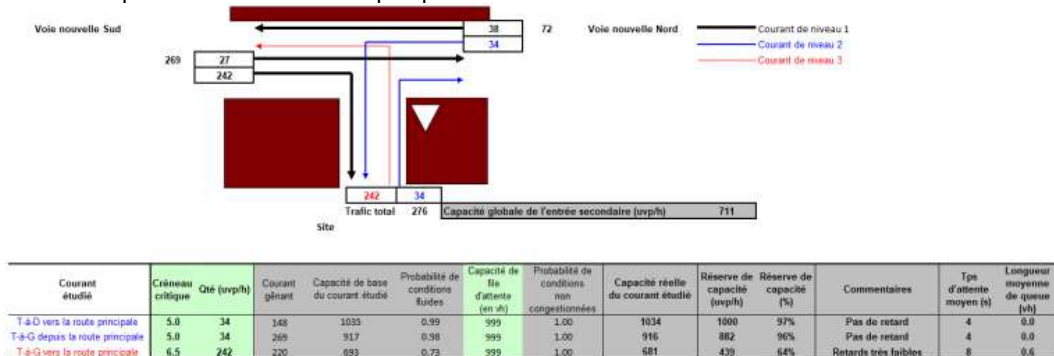 Voie nouvelle Sud
38
72
Voie nouvelle Nord
Courant de niveau 1
34
Courant de niveau 2
Courant de niveau 3
269
27
242
242
34
Trafic total
276
Capacité globale de l'entrée secondaire (uvp/h)
711
Site
Courant étudié
Créneau critique
Qté (uvp/h)
Courant gênant
Capacité de base du courant étudié
Probabilité de conditions fluides
Capacité de file d'attente (en vh)
Probabilité de conditions non congestionnées
Capacité réelle du courant étudié
Réserve de capacité (uvp/h)
Réserve de capacité (%)
Commentaires
Tps d'attente moyen (s)
Longueur moyenne de queue (vh)
T-à-D vers la route principale 5.0 34 148 1035 0.99 999 1.00 1034 1000 97% Pas de retard 4 0.0
T-à-G depuis la route principale 5.0 34 269 917 0.98 999 1.00 916 882 96% Pas de retard 4 0.0
T-à-G vers la route principale 6.5 242 220 693 0.73 999 1.00 681 439 64% Retards très faibles 8 0.6